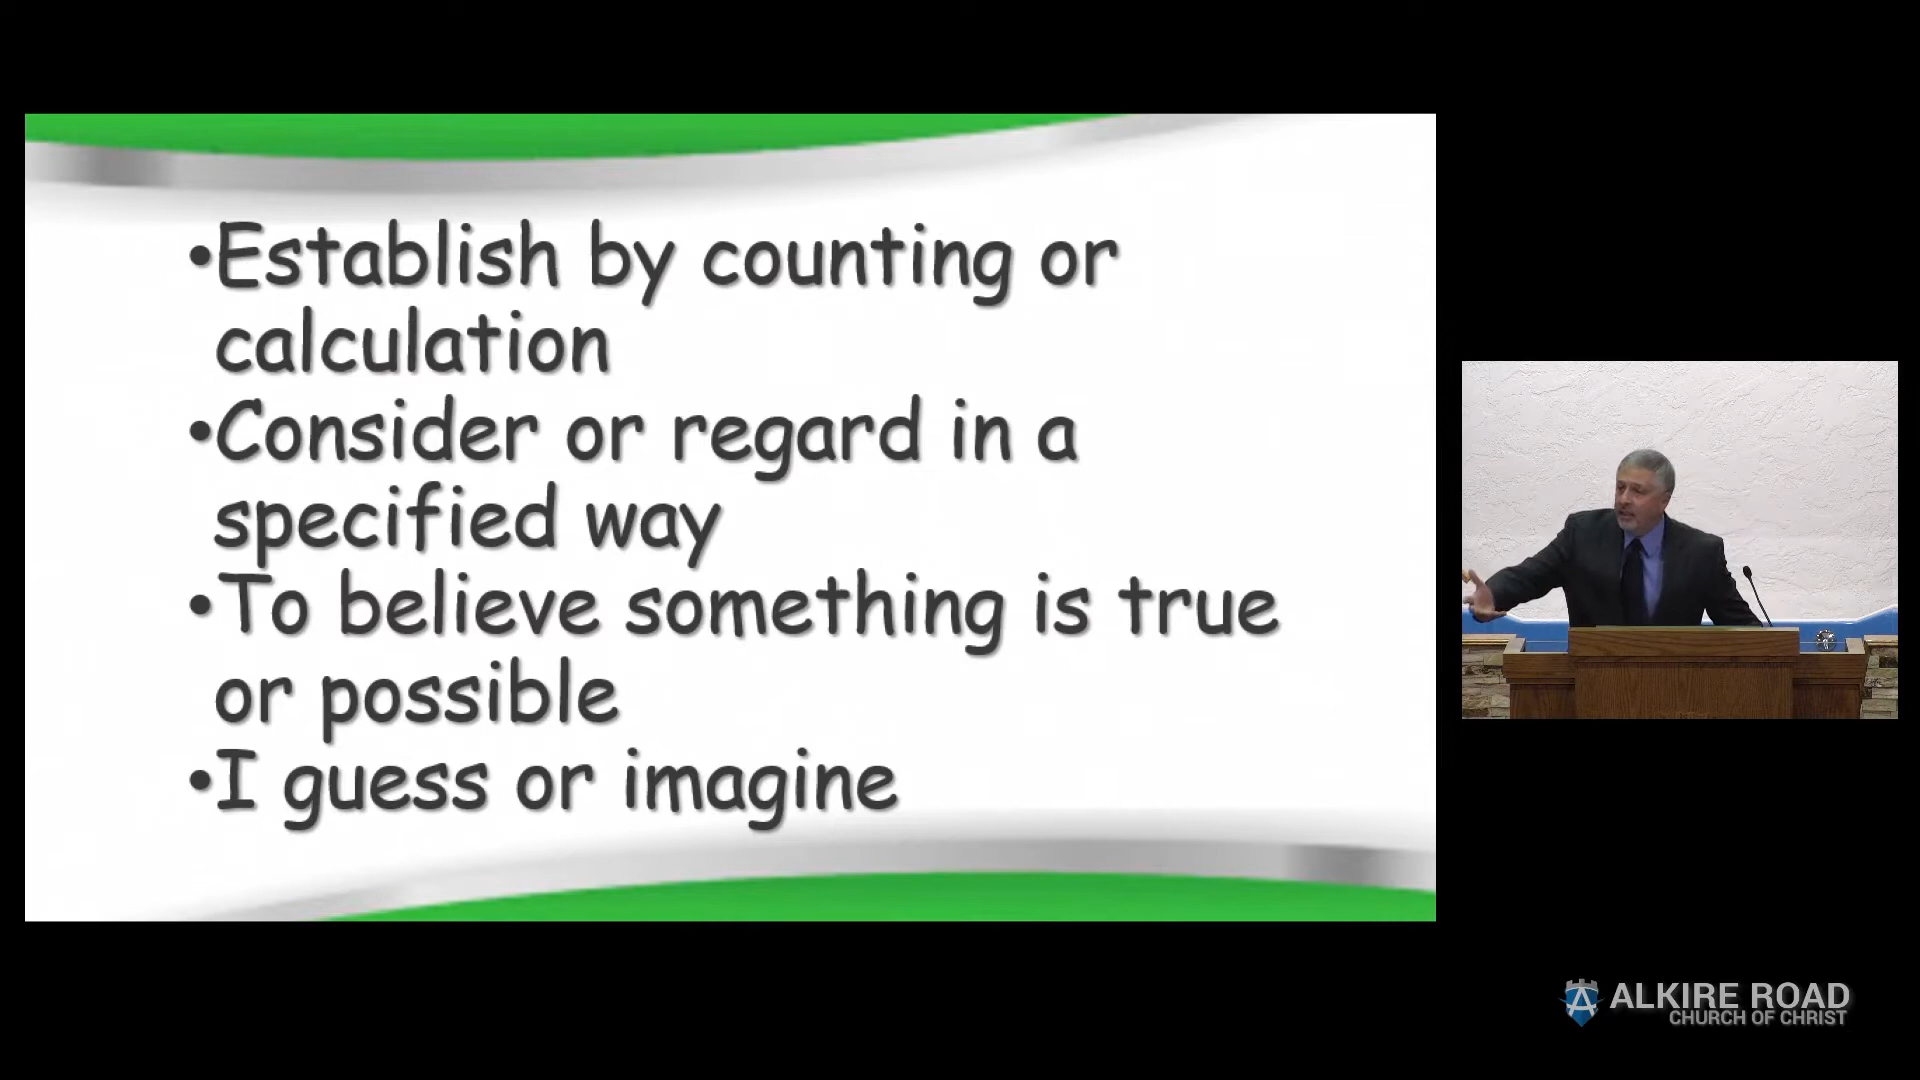 •Establish by counting or
calculation
•Consider or regard in a
specified way
•To believe something is true
or possible
•I guess or imagine
ALKIRE ROAD
CHURCH OF CHRIST